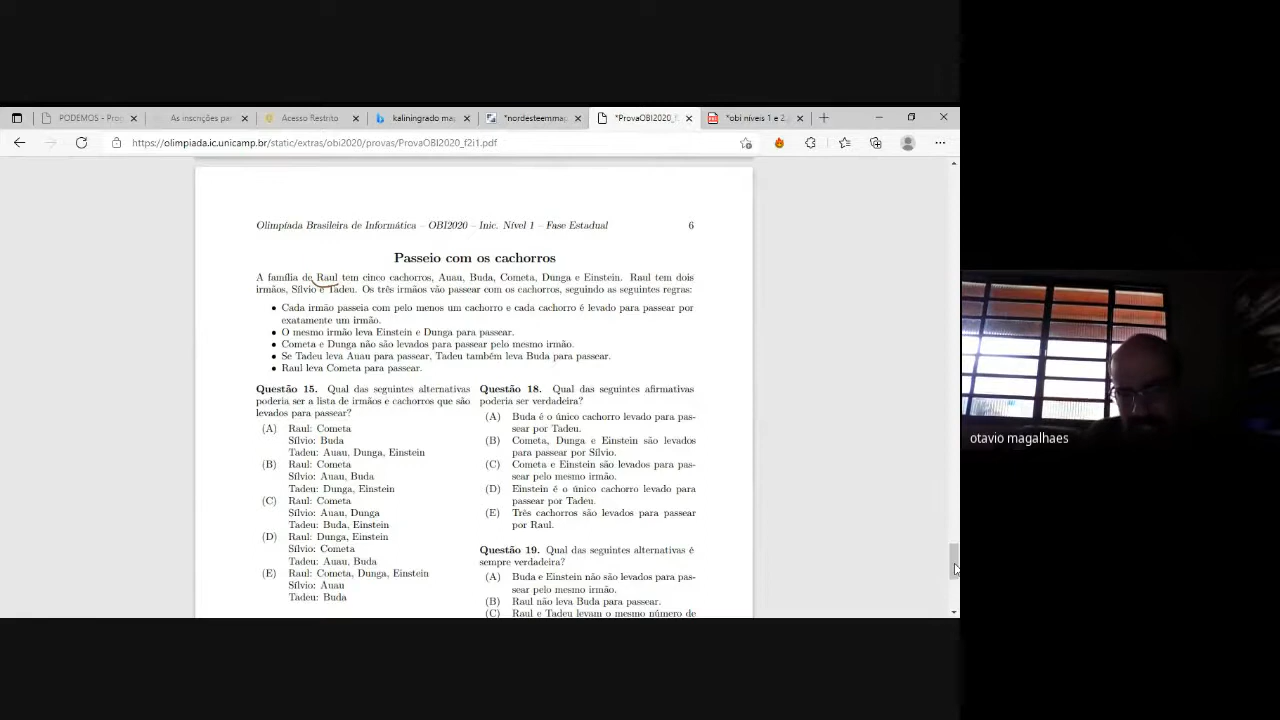 PODEMOS - Prog
As inscrições par
Acesso Restrito
kaliningrado map
*nordesteemmap
*ProvaOBI2020_f
*obi níveis 1 e 2
https://olimpiada.ic.unicamp.br/static/extras/obi2020/provas/ProvaOBI2020_f2i1.pdf
Olimpíada Brasileira de Informática – OBI2020 – Inic. Nível 1 – Fase Estadual 6
Passeio com os cachorros
A família de Raul tem cinco cachorros, Auau, Buda, Cometa, Dunga e Einstein. Raul tem dois
irmãos, Sílvio e Tadeu. Os três irmãos vão passear com os cachorros, seguindo as seguintes regras:
• Cada irmão passeia com pelo menos um cachorro e cada cachorro é levado para passear por
exatamente um irmão.
• O mesmo irmão leva Einstein e Dunga para passear.
• Cometa e Dunga não são levados para passear pelo mesmo irmão.
• Se Tadeu leva Auau para passear, Tadeu também leva Buda para passear.
• Raul leva Cometa para passear.
Questão 15. Qual das seguintes alternativas
poderia ser a lista de irmãos e cachorros que são
levados para passear?
(A) Raul: Cometa
Sílvio: Buda
Tadeu: Auau, Dunga, Einstein
(B) Raul: Cometa
Sílvio: Auau, Buda
Tadeu: Dunga, Einstein
(C) Raul: Cometa
Sílvio: Auau, Dunga
Tadeu: Buda, Einstein
(D) Raul: Dunga, Einstein
Sílvio: Cometa
Tadeu: Auau, Buda
(E) Raul: Cometa, Dunga, Einstein
Sílvio: Auau
Tadeu: Buda
Questão 18. Qual das seguintes afirmativas
poderia ser verdadeira?
(A) Buda é o único cachorro levado para pas-
sear por Tadeu.
(B) Cometa, Dunga e Einstein são levados
para passear por Sílvio.
(C) Cometa e Einstein são levados para pas-
sear pelo mesmo irmão.
(D) Einstein é o único cachorro levado para
passear por Tadeu.
(E) Três cachorros são levados para passear
por Raul.
Questão 19. Qual das seguintes alternativas é
sempre verdadeira?
(A) Buda e Einstein não são levados para pas-
sear pelo mesmo irmão.
(B) Raul não leva Buda para passear.
(C) Raul e Tadeu levam o mesmo número de
otavio magalhaes